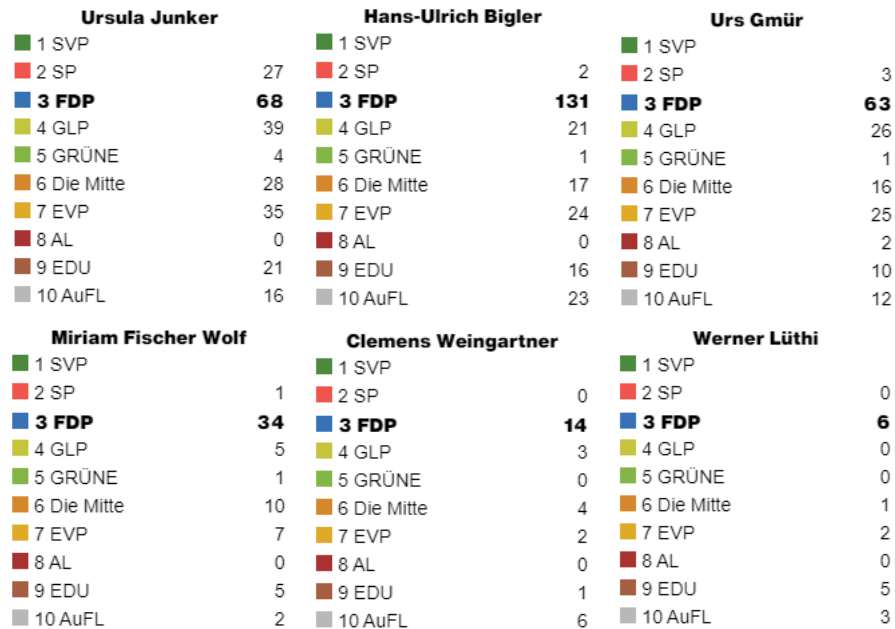 Ursula Junker
1 SVP
2 SP 27
3 FDP 68
4 GLP 39
5 GRÜNE 4
6 Die Mitte 28
7 EVP 35
8 AL 0
9 EDU 21
10 AuFL 16
Hans-Ulrich Bigler
1 SVP
2 SP 2
3 FDP 131
4 GLP 21
5 GRÜNE 1
6 Die Mitte 17
7 EVP 24
8 AL 0
9 EDU 16
10 AuFL 23
Urs Gmür
1 SVP
2 SP 3
3 FDP 63
4 GLP 26
5 GRÜNE 1
6 Die Mitte 16
7 EVP 25
8 AL 2
9 EDU 10
10 AuFL 12
Miriam Fischer Wolf
1 SVP
2 SP 1
3 FDP 34
4 GLP 5
5 GRÜNE 1
6 Die Mitte 10
7 EVP 7
8 AL 0
9 EDU 5
10 AuFL 2
Clemens Weingartner
1 SVP
2 SP 0
3 FDP 14
4 GLP 3
5 GRÜNE 0
6 Die Mitte 4
7 EVP 2
8 AL 0
9 EDU 1
10 AuFL 6
Werner Lüthi
1 SVP
2 SP 0
3 FDP 6
4 GLP 0
5 GRÜNE 0
6 Die Mitte 1
7 EVP 2
8 AL 0
9 EDU 5
10 AuFL 3